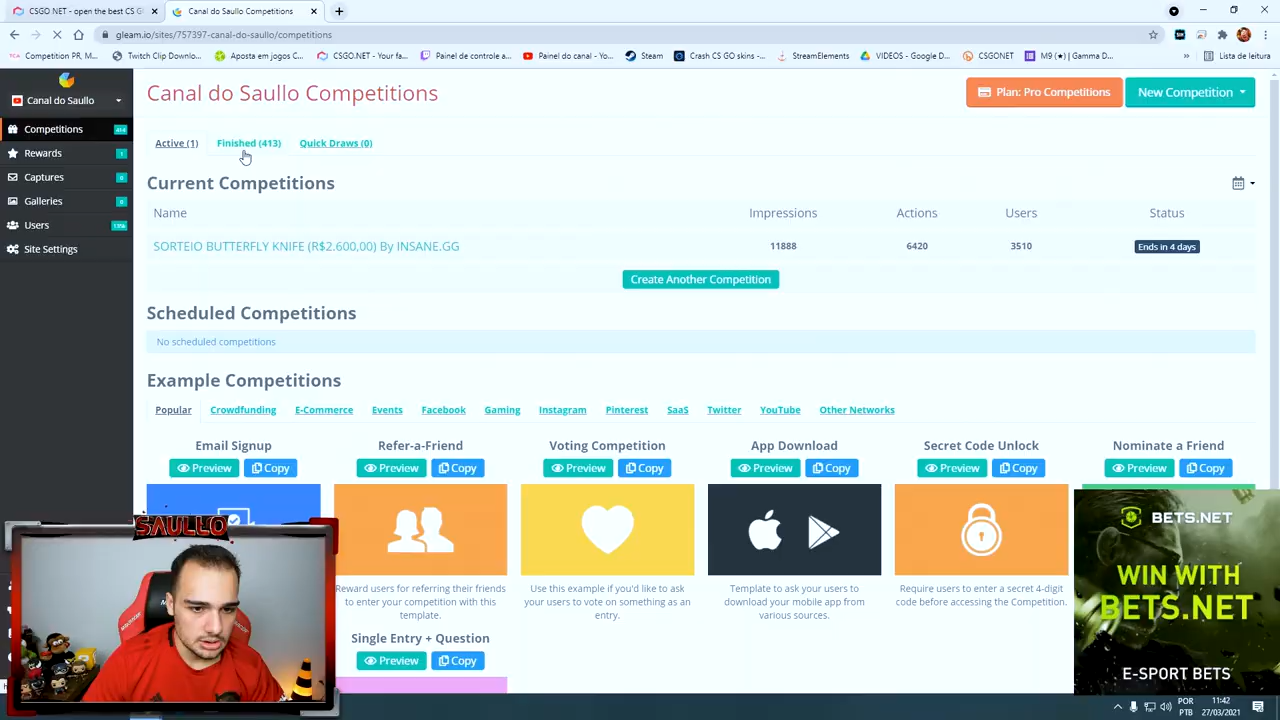 CSGO.NET - open the best CS G
Canal do Saullo Competitions
gleam.io/sites/757397-canal-do-saullo/competitions
Competition PR, M...
Twitch Clip Downlo...
Aposta em jogos C...
CSGO.NET - Your fa...
Painel de controle a...
Painel do canal - Yo...
Steam
Crash CS GO skins -...
StreamElements
VIDEOS - Google D...
CSGONET
M9 (★) | Gamma D...
»
Lista de leitura
Canal do Saullo
Competitions 414
Rewards 1
Captures 0
Galleries 0
Users
Site Settings
Canal do Saullo Competitions
Plan: Pro Competitions
New Competition
Active (1)
Finished (413)
Quick Draws (0)
Current Competitions
Name Impressions Actions Users Status
SORTEIO BUTTERFLY KNIFE (R$2.600,00) By INSANE.GG 11888 6420 3510 Ends in 4 days
Create Another Competition
Scheduled Competitions
No scheduled competitions
Example Competitions
Popular Crowdfunding E-Commerce Events Facebook Gaming Instagram Pinterest SaaS Twitter YouTube Other Networks
Email Signup
Preview Copy
Refer-a-Friend
Preview Copy
Reward users for referring their friends
to enter your competition with this
template.
Voting Competition
Preview Copy
Use this example if you'd like to ask
your users to vote on something as an
entry.
App Download
Preview Copy
Template to ask your users to
download your mobile app from
various sources.
Secret Code Unlock
Preview Copy
Require users to enter a secret 4-digit
code before accessing the Competition.
Nominate a Friend
Preview Copy
Single Entry + Question
Preview Copy
SAULLO
BETS.NET
WIN WITH
BETS.NET
E-SPORT BETS
POR
PTB
11:42
27/03/2021